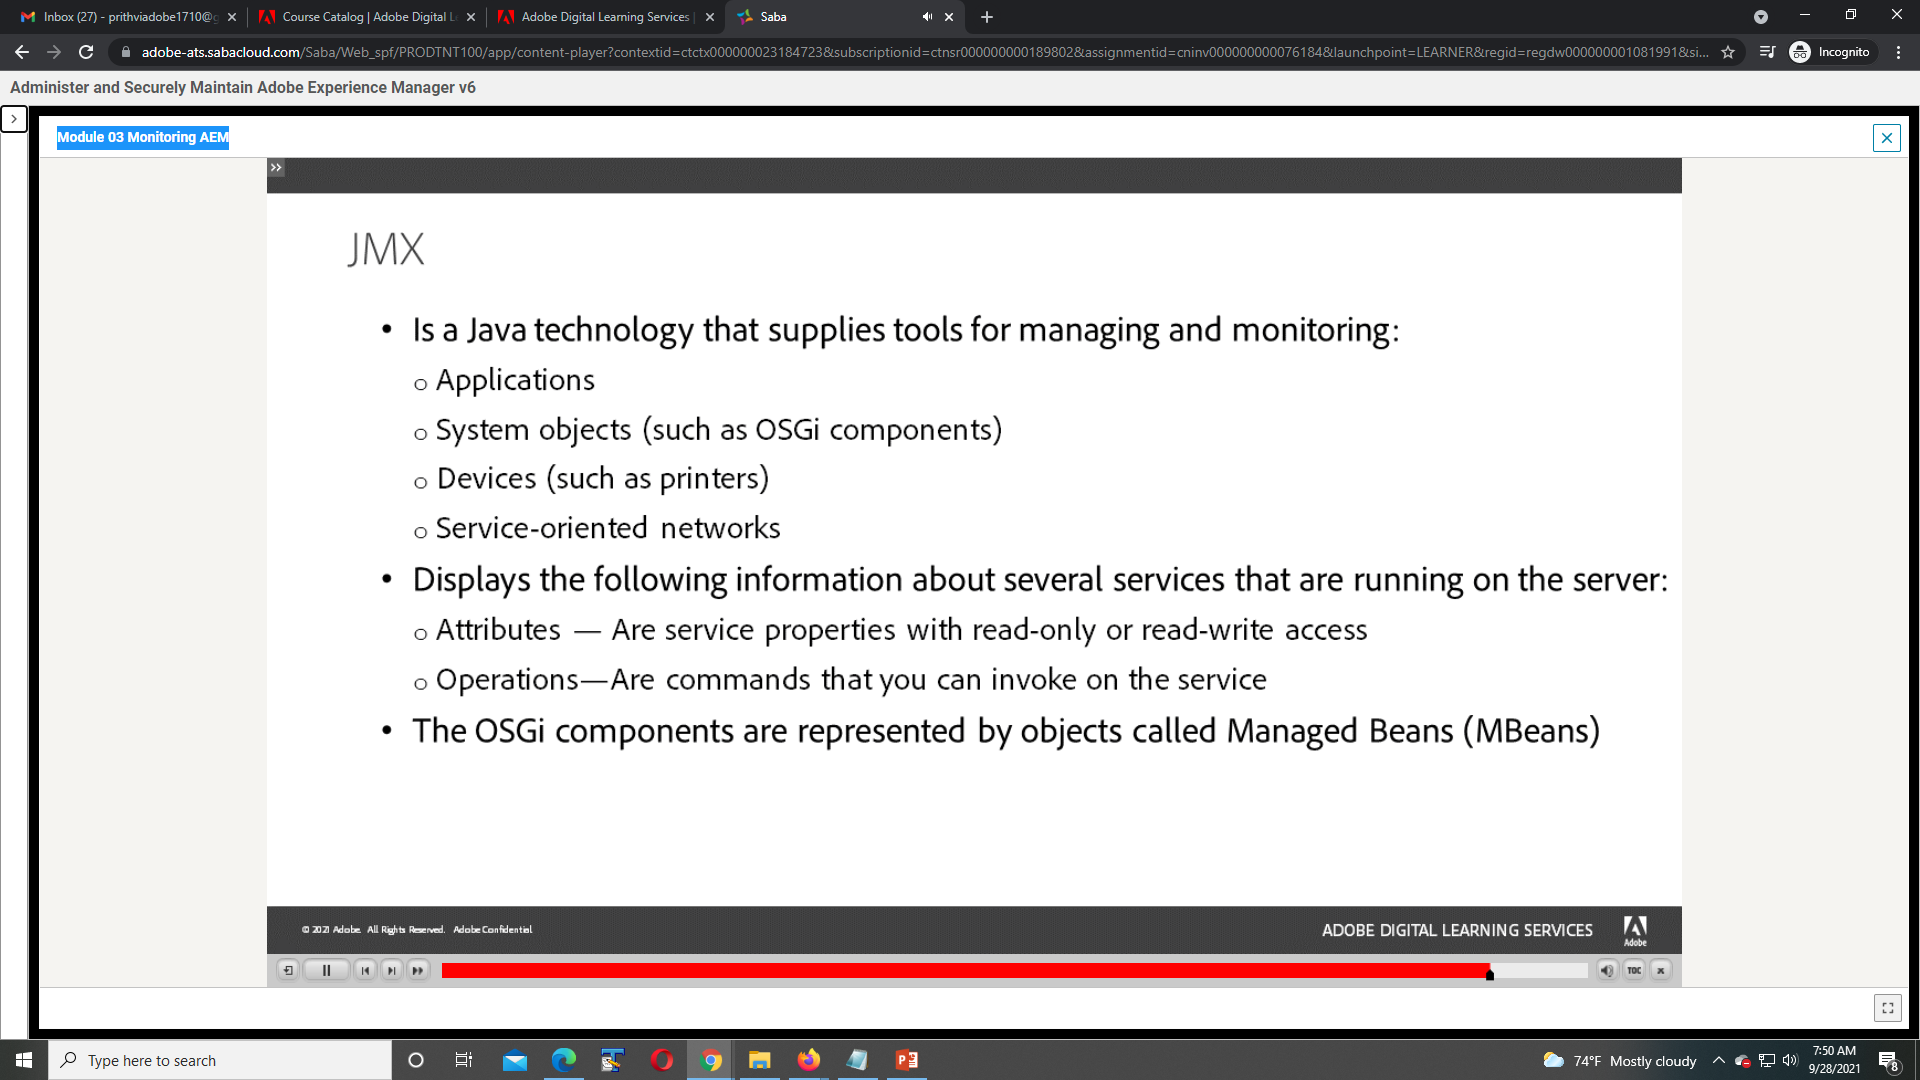 Inbox (27) - prithviadobe1710@g
Course Catalog | Adobe Digital L
Adobe Digital Learning Services |
Saba
adobe-ats.sabacloud.com/Saba/Web_spf/PRODTNT100/app/content-player?contextid=ctctx000000023184723&subscriptionid=ctnsr0000000000189802&assignmentid=cninv000000000076184&launchpoint=LEARNER&regid=regdw000000001081991&si...
Incognito
Administer and Securely Maintain Adobe Experience Manager v6
Module 03 Monitoring AEM
JMX
• Is a Java technology that supplies tools for managing and monitoring:
o Applications
o System objects (such as OSGi components)
o Devices (such as printers)
o Service-oriented networks
• Displays the following information about several services that are running on the server:
o Attributes — Are service properties with read-only or read-write access
o Operations—Are commands that you can invoke on the service
• The OSGi components are represented by objects called Managed Beans (MBeans)
© 2021 Adobe. All Rights Reserved. Adobe Confidential.
ADOBE DIGITAL LEARNING SERVICES
Adobe
TOC
Type here to search
74°F Mostly cloudy
7:50 AM
9/28/2021
8